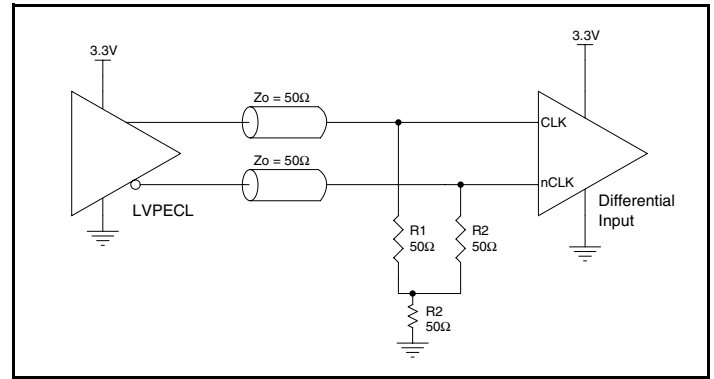 3.3V
3.3V
Zo = 50Ω
CLK
Zo = 50Ω
nCLK
LVPECL
Differential
Input
R1
50Ω
R2
50Ω
R2
50Ω